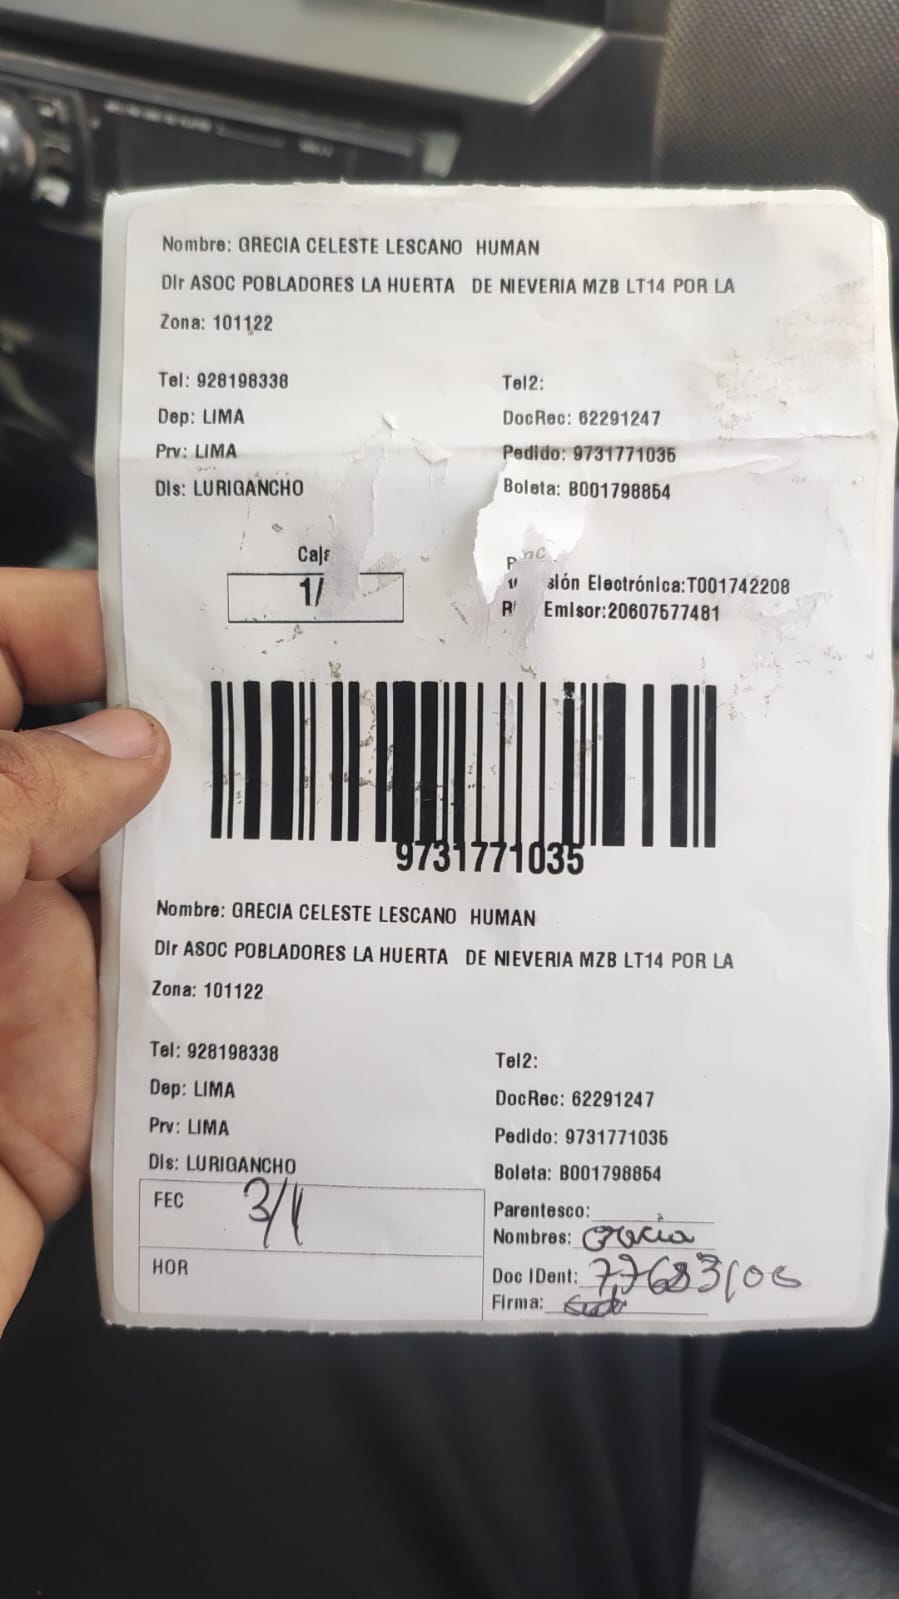 Nombre: GRECIA CELESTE LESCANO HUMAN
Dir ASOC POBLADORES LA HUERTA DE NIEVERIA MZB LT14 POR LA
Zona: 101122
Tel: 928198338 Tel2:
Dep: LIMA DocRec: 62291247
Prv: LIMA Pedido: 9731771035
Dis: LURIGANCHO Boleta: B001798854
1/ Electrónica:T001742208
Emisor:20607577481
9731771035
Nombre: GRECIA CELESTE LESCANO HUMAN
Dir ASOC POBLADORES LA HUERTA DE NIEVERIA MZB LT14 POR LA
Zona: 101122
Tel: 928198338 Tel2:
Dep: LIMA DocRec: 62291247
Prv: LIMA Pedido: 9731771035
Dis: LURIGANCHO Boleta: B001798854
FEC 3/1 Parentesco:
Nombres: Grecia
HOR Doc IDent:
Firma: